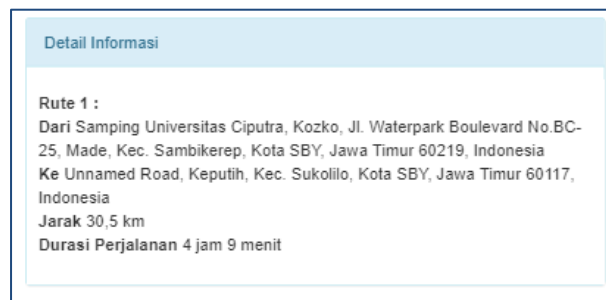 Detail Informasi
Rute 1 :
Dari Samping Universitas Ciputra, Kozko, Jl. Waterpark Boulevard No.BC-
25, Made, Kec. Sambikerep, Kota SBY, Jawa Timur 60219, Indonesia
Ke Unnamed Road, Keputih, Kec. Sukolilo, Kota SBY, Jawa Timur 60117,
Indonesia
Jarak 30,5 km
Durasi Perjalanan 4 jam 9 menit